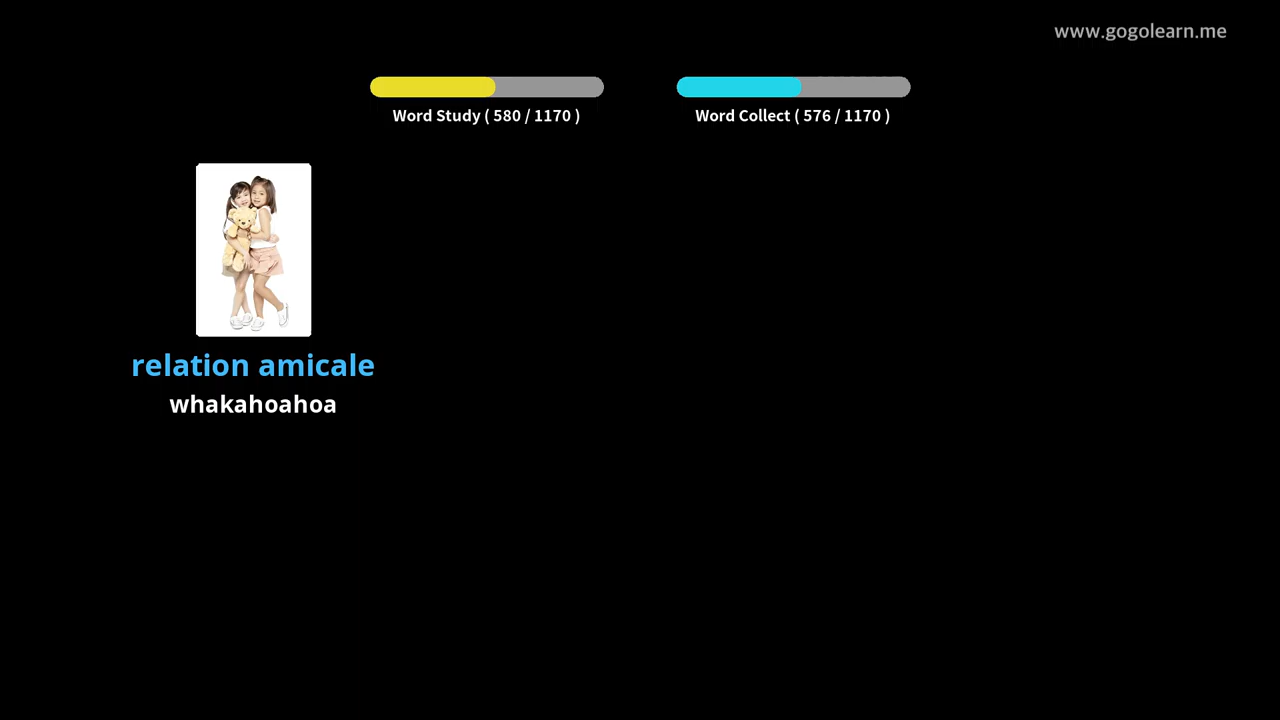 www.gogolearn.me
Word Study ( 580 / 1170 )
Word Collect ( 576 / 1170 )
relation amicale
whakahoahoa